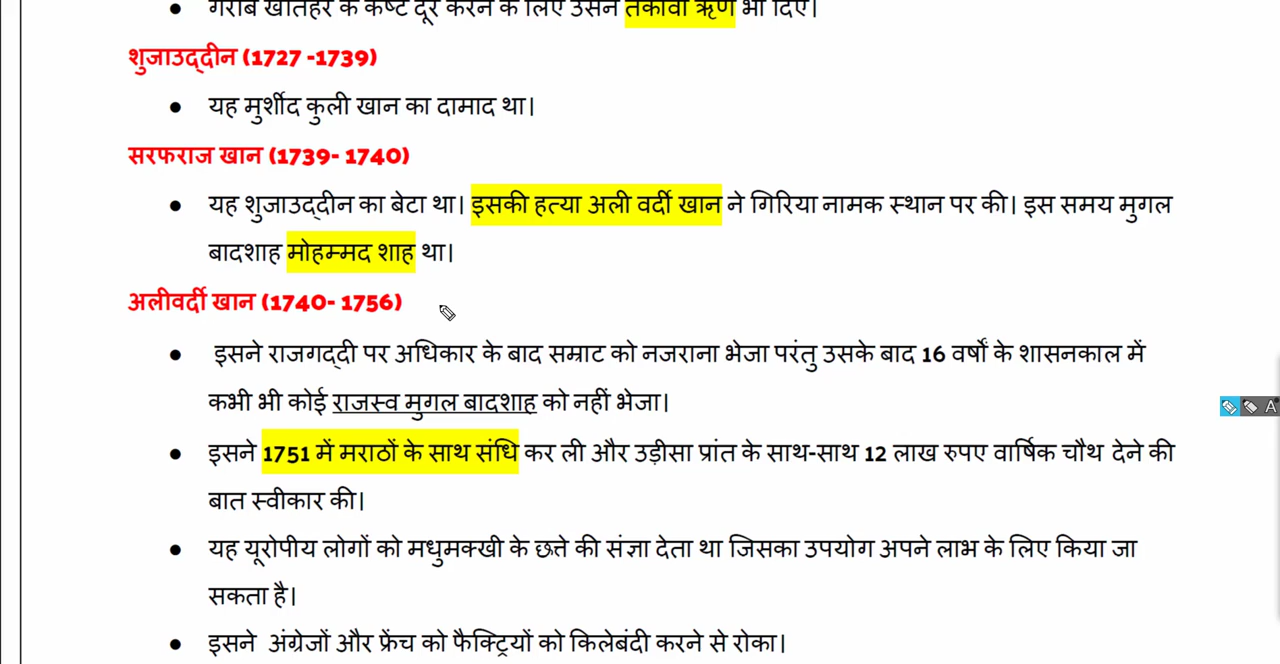 गरीब खेतिहर के कष्ट दूर करने के लिए उसने तकावी ऋण भी दिए।
शुजाउद्दीन (1727 -1739)
● यह मुर्शीद कुली खान का दामाद था।
सरफराज खान (1739- 1740)
● यह शुजाउद्दीन का बेटा था। इसकी हत्या अली वर्दी खान ने गिरिया नामक स्थान पर की। इस समय मुगल
बादशाह मोहम्मद शाह था।
अलीवर्दी खान (1740- 1756)
● इसने राजगद्दी पर अधिकार के बाद सम्राट को नजराना भेजा परंतु उसके बाद 16 वर्षों के शासनकाल में
कभी भी कोई राजस्व मुगल बादशाह को नहीं भेजा।
● इसने 1751 में मराठों के साथ संधि कर ली और उड़ीसा प्रांत के साथ-साथ 12 लाख रुपए वार्षिक चौथ देने की
बात स्वीकार की।
● यह यूरोपीय लोगों को मधुमक्खी के छत्ते की संज्ञा देता था जिसका उपयोग अपने लाभ के लिए किया जा
सकता है।
● इसने अंग्रेजों और फ्रेंच को फैक्ट्रियों को किलेबंदी करने से रोका।
A